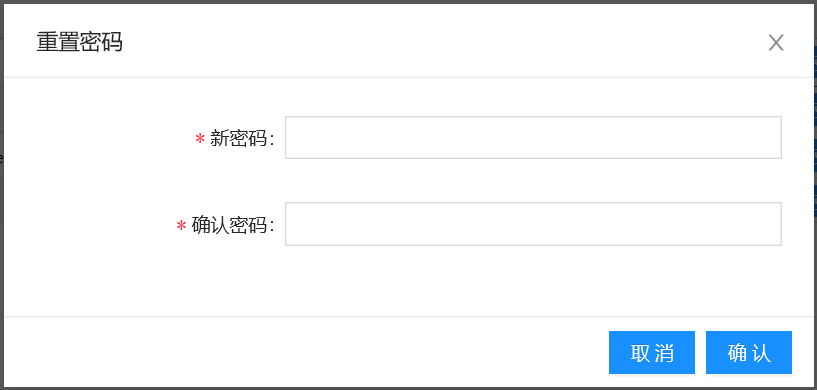 重置密码
* 新密码:
* 确认密码:
取 消
确 认